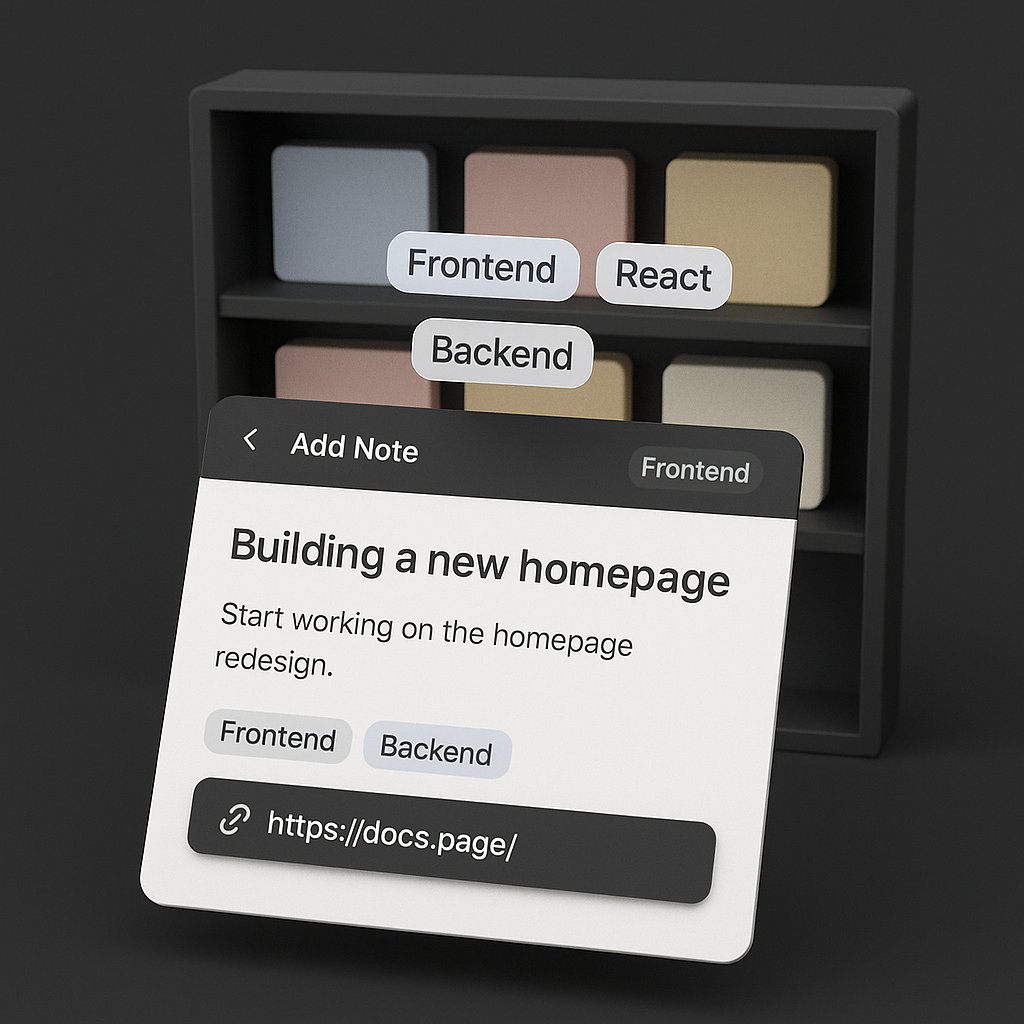 Frontend
React
Backend
Add Note
Frontend
Building a new homepage
Start working on the homepage
redesign.
Frontend
Backend
https://docs.page/